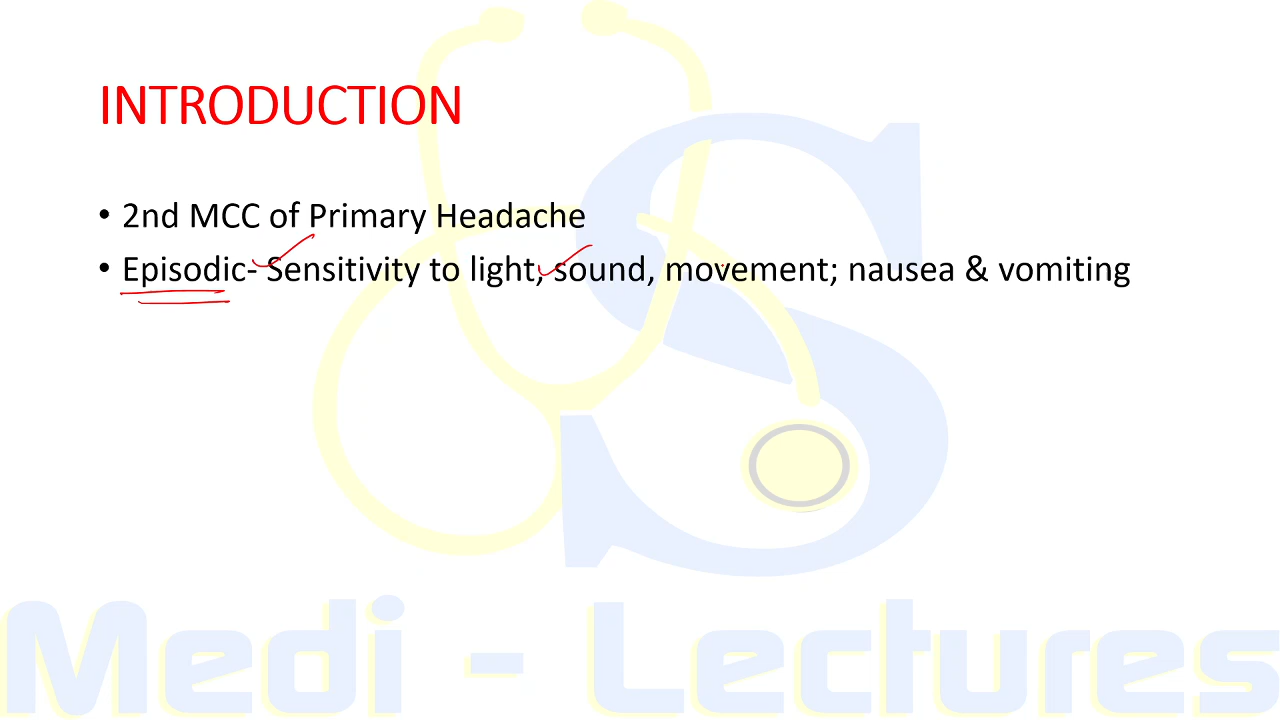 INTRODUCTION
• 2nd MCC of Primary Headache
• Episodic- Sensitivity to light, sound, movement; nausea & vomiting
S
Medi - Lectures